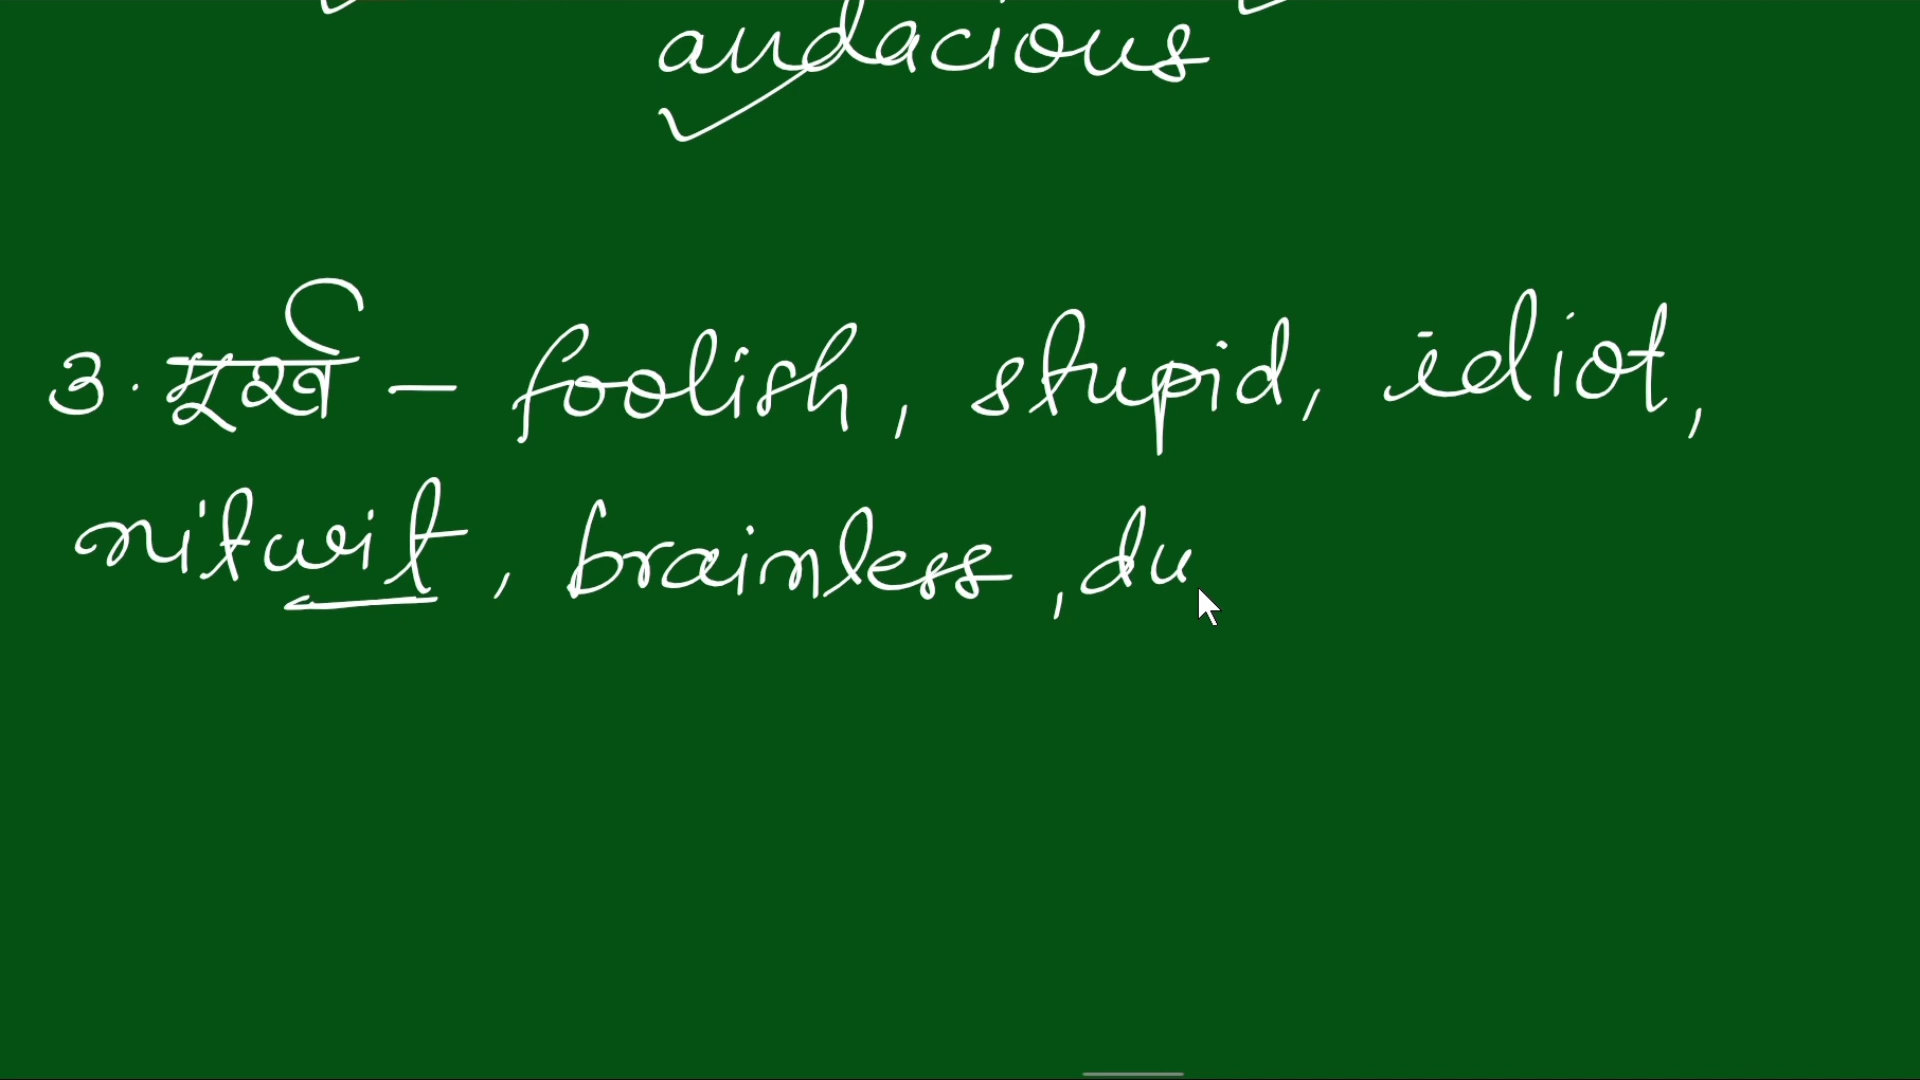 audacious
3. मूर्ख - foolish, stupid, idiot,
nitwit, brainless, du